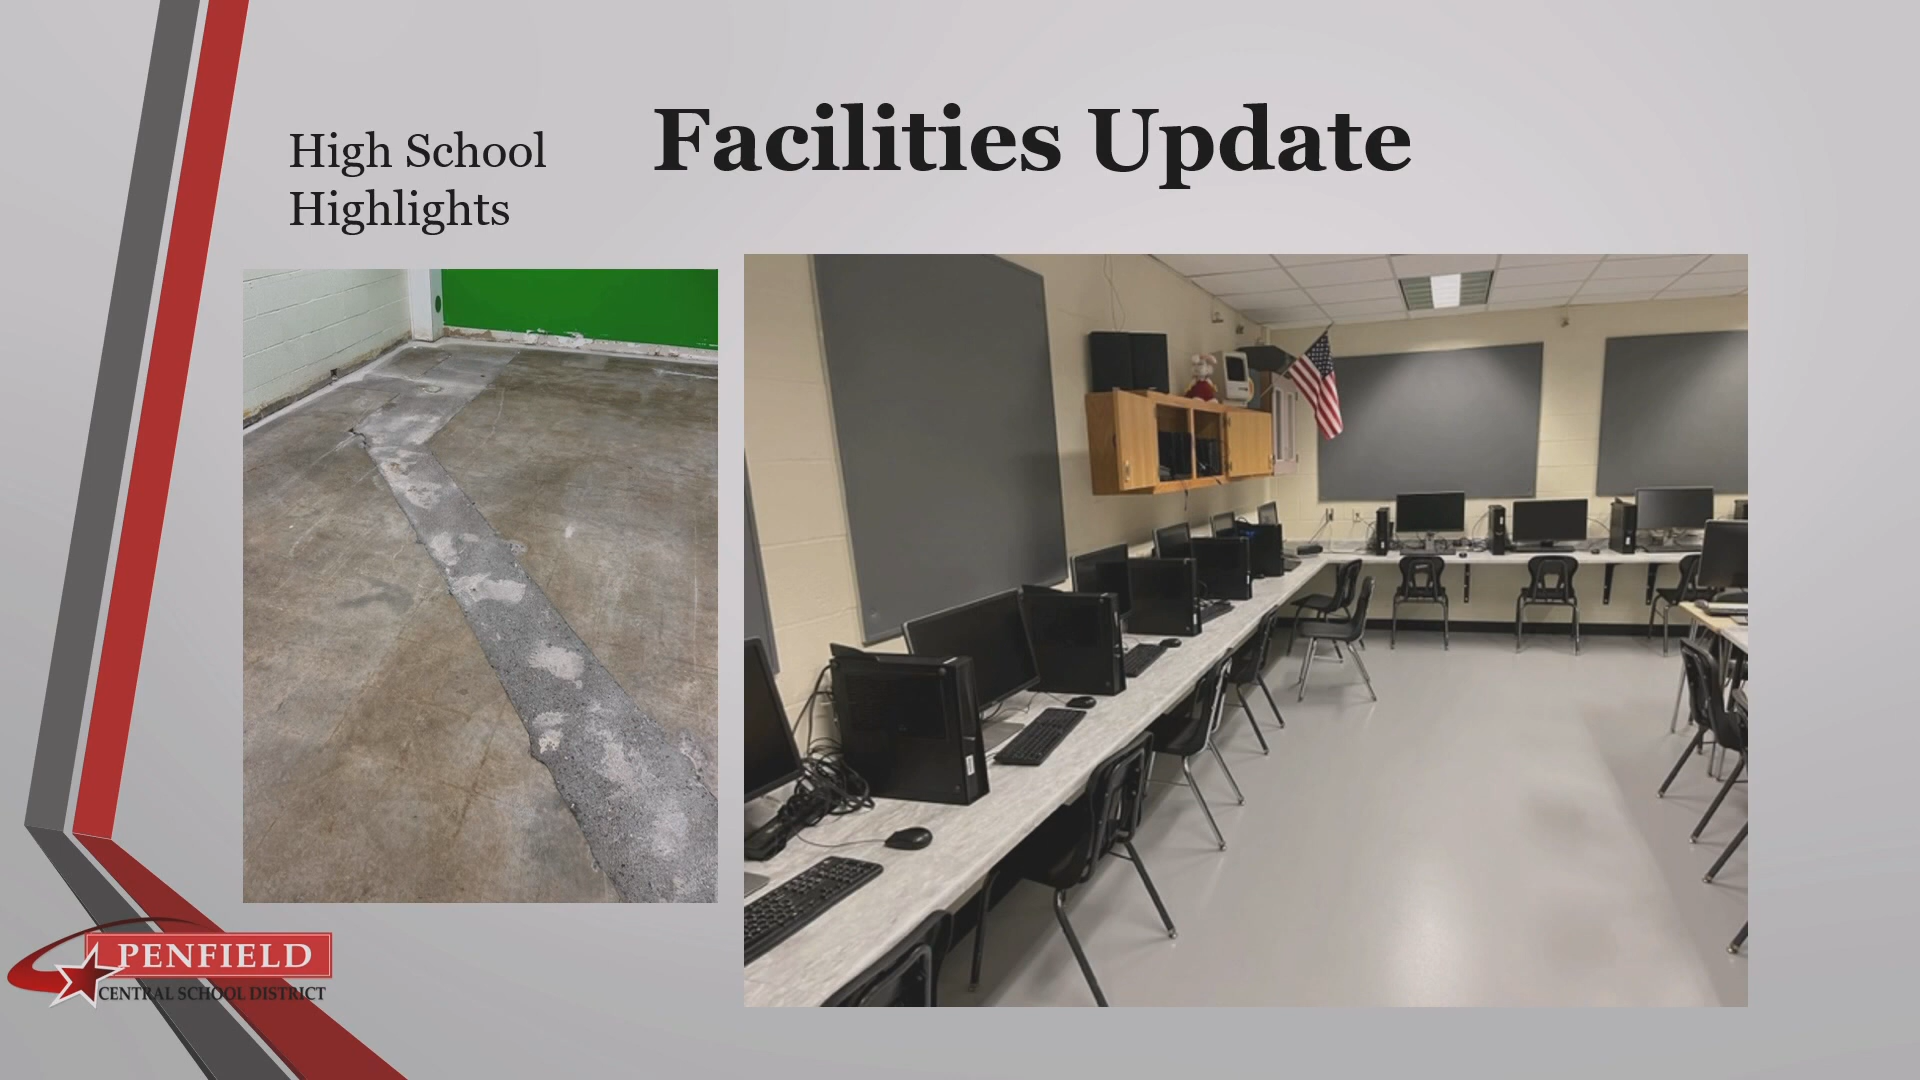 High School
Highlights
Facilities Update
PENFIELD
CENTRAL SCHOOL DISTRICT